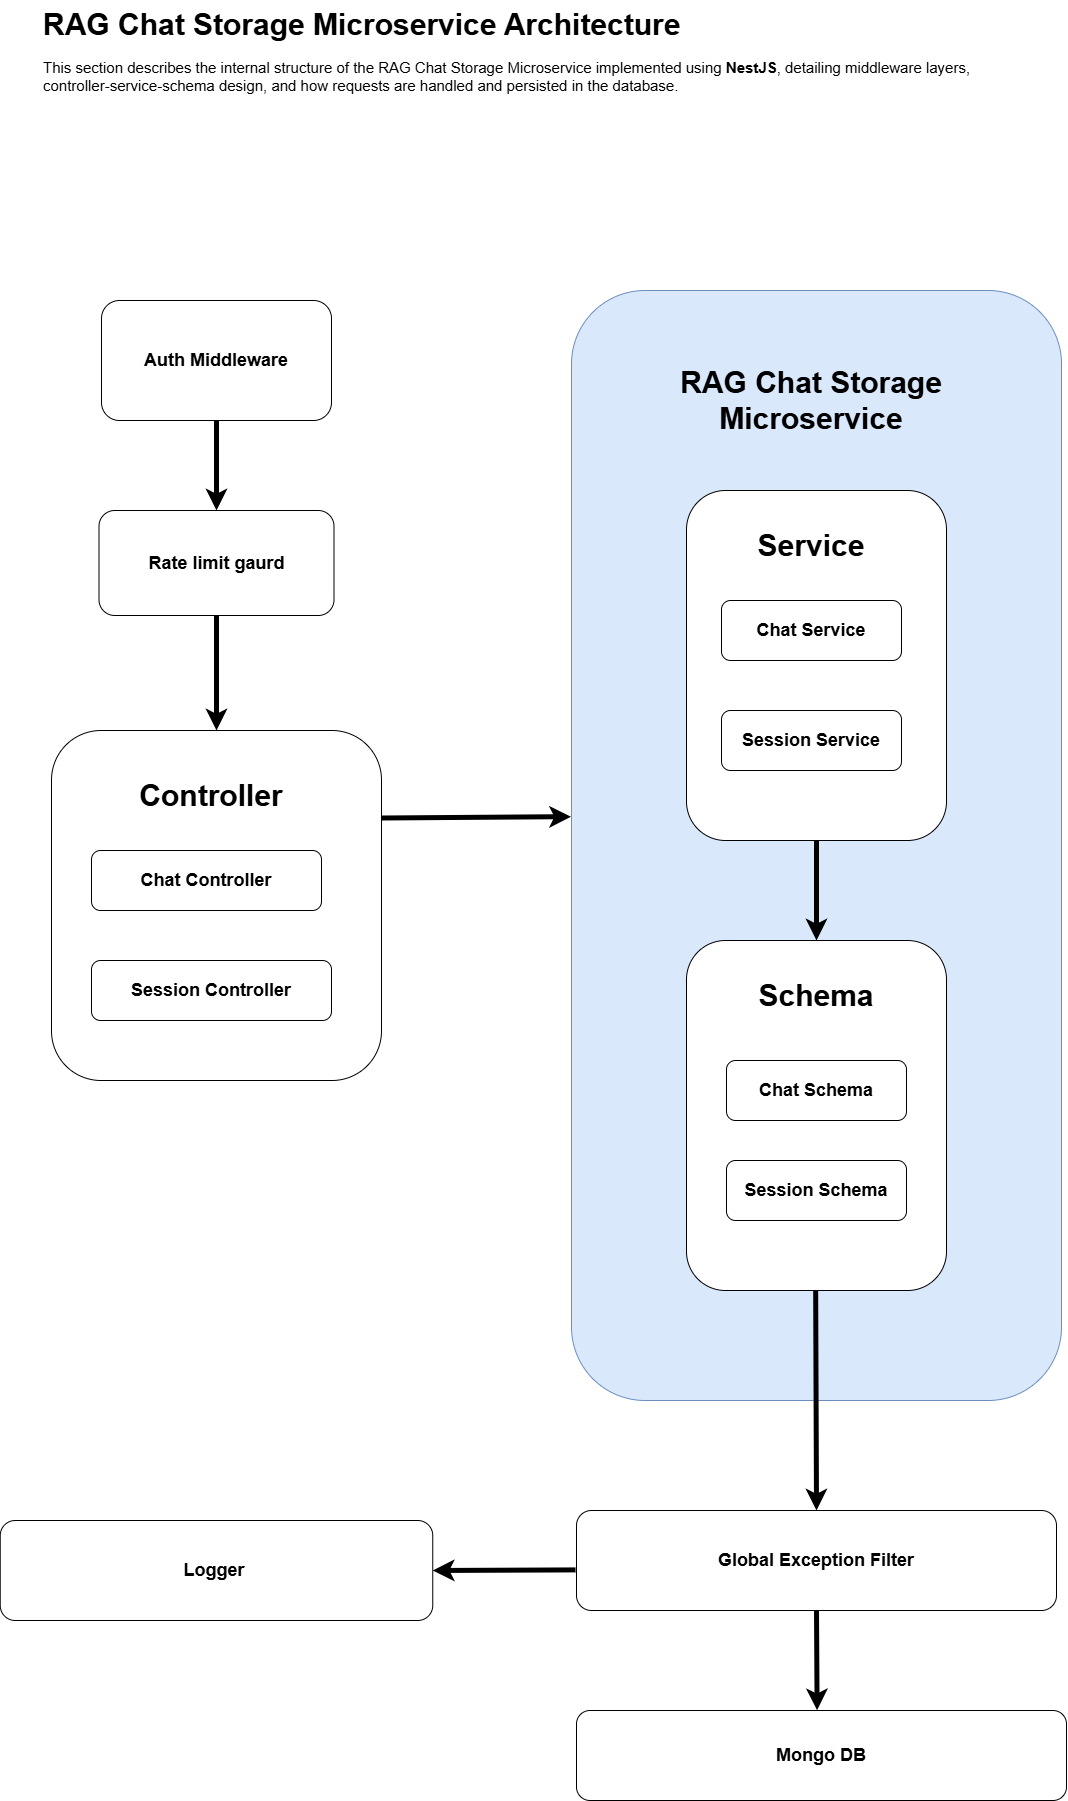 RAG Chat Storage Microservice Architecture
This section describes the internal structure of the RAG Chat Storage Microservice implemented using NestJS, detailing middleware layers,
controller-service-schema design, and how requests are handled and persisted in the database.
Auth Middleware
Rate limit gaurd
Controller
Chat Controller
Session Controller
RAG Chat Storage
Microservice
Service
Chat Service
Session Service
Schema
Chat Schema
Session Schema
Global Exception Filter
Logger
Mongo DB